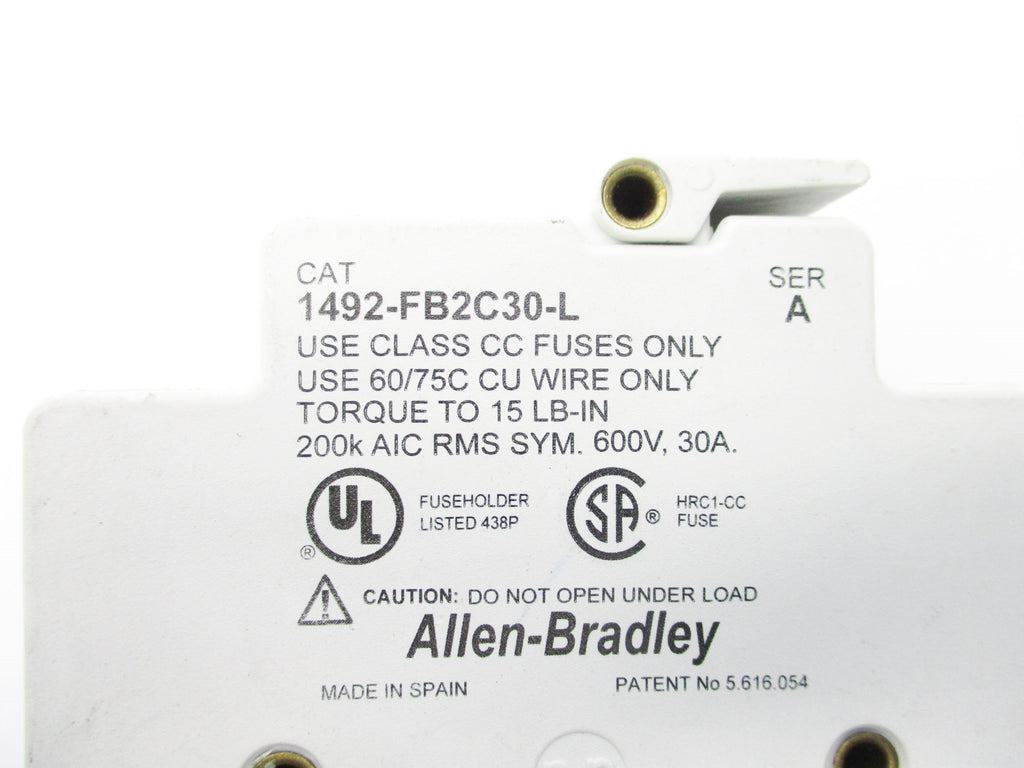 CAT
1492-FB2C30-L
SER
A
USE CLASS CC FUSES ONLY
USE 60/75C CU WIRE ONLY
TORQUE TO 15 LB-IN
200k AIC RMS SYM. 600V, 30A.
UL
®
FUSEHOLDER
LISTED 438P
SA
®
HRC1-CC
FUSE
CAUTION: DO NOT OPEN UNDER LOAD
Allen-Bradley
MADE IN SPAIN
PATENT No 5.616.054